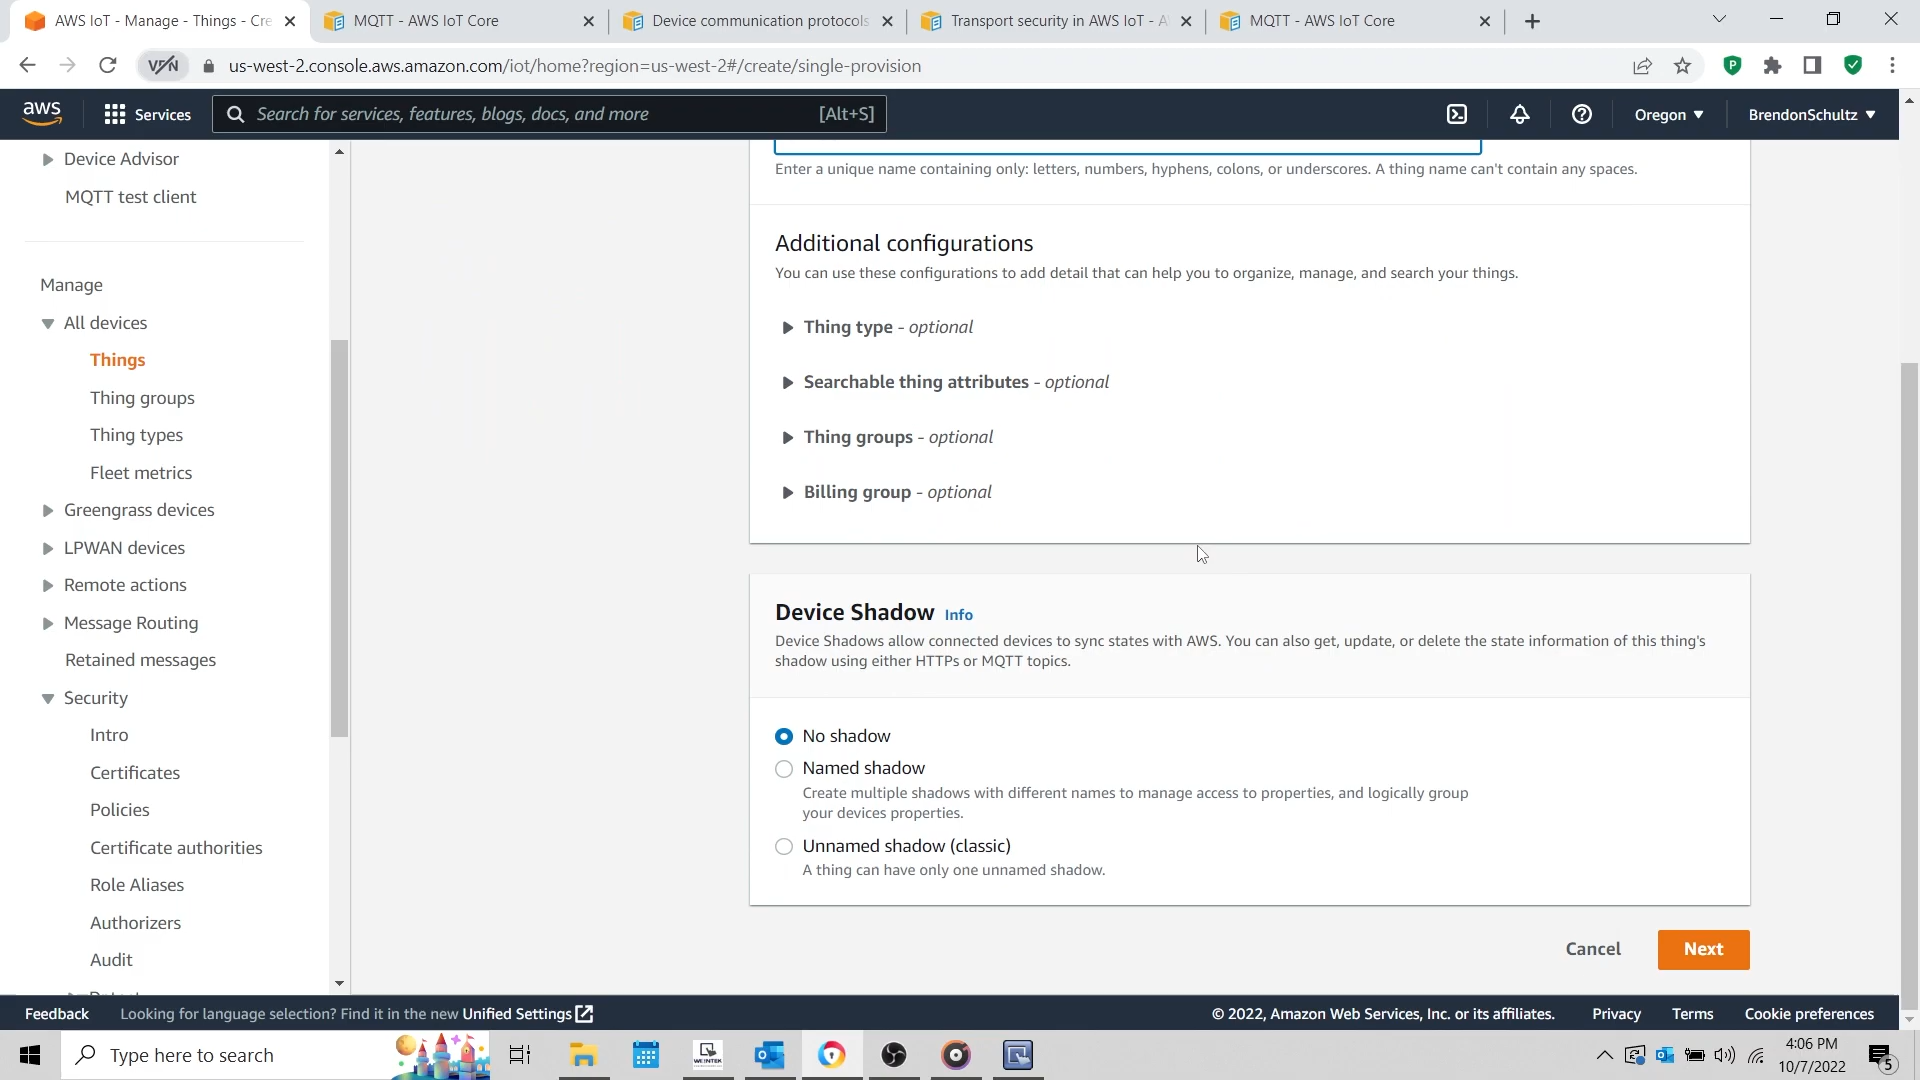 AWS IoT - Manage - Things - Cre
MQTT - AWS IoT Core
Device communication protocols
Transport security in AWS IoT - A
MQTT - AWS IoT Core
VPN
us-west-2.console.aws.amazon.com/iot/home?region=us-west-2#/create/single-provision
aws
Services
Search for services, features, blogs, docs, and more
[Alt+S]
Oregon
BrendonSchultz
Device Advisor
MQTT test client
Manage
All devices
Things
Thing groups
Thing types
Fleet metrics
Greengrass devices
LPWAN devices
Remote actions
Message Routing
Retained messages
Security
Intro
Certificates
Policies
Certificate authorities
Role Aliases
Authorizers
Audit
Enter a unique name containing only: letters, numbers, hyphens, colons, or underscores. A thing name can't contain any spaces.
Additional configurations
You can use these configurations to add detail that can help you to organize, manage, and search your things.
Thing type - optional
Searchable thing attributes - optional
Thing groups - optional
Billing group - optional
Device Shadow Info
Device Shadows allow connected devices to sync states with AWS. You can also get, update, or delete the state information of this thing's
shadow using either HTTPs or MQTT topics.
No shadow
Named shadow
Create multiple shadows with different names to manage access to properties, and logically group
your devices properties.
Unnamed shadow (classic)
A thing can have only one unnamed shadow.
Cancel
Next
Feedback
Looking for language selection? Find it in the new Unified Settings
© 2022, Amazon Web Services, Inc. or its affiliates.
Privacy
Terms
Cookie preferences
Type here to search
WEINTEK
4:06 PM
10/7/2022
5